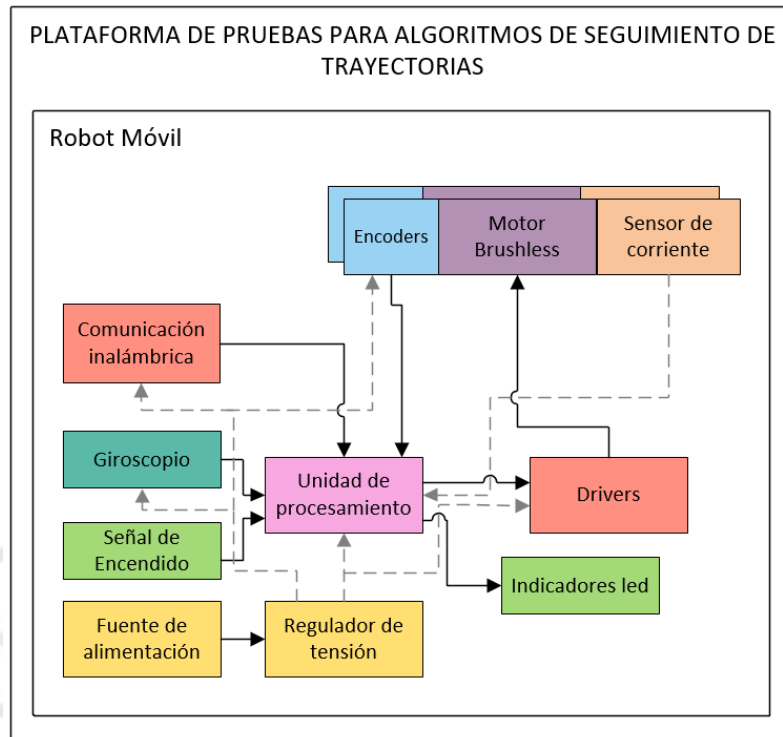 PLATAFORMA DE PRUEBAS PARA ALGORITMOS DE SEGUIMIENTO DE
TRAYECTORIAS
Robot Móvil
Encoders
Motor
Brushless
Sensor de
corriente
Comunicación
inalámbrica
Giroscopio
Unidad de
procesamiento
Drivers
Señal de
Encendido
Indicadores led
Fuente de
alimentación
Regulador de
tensión